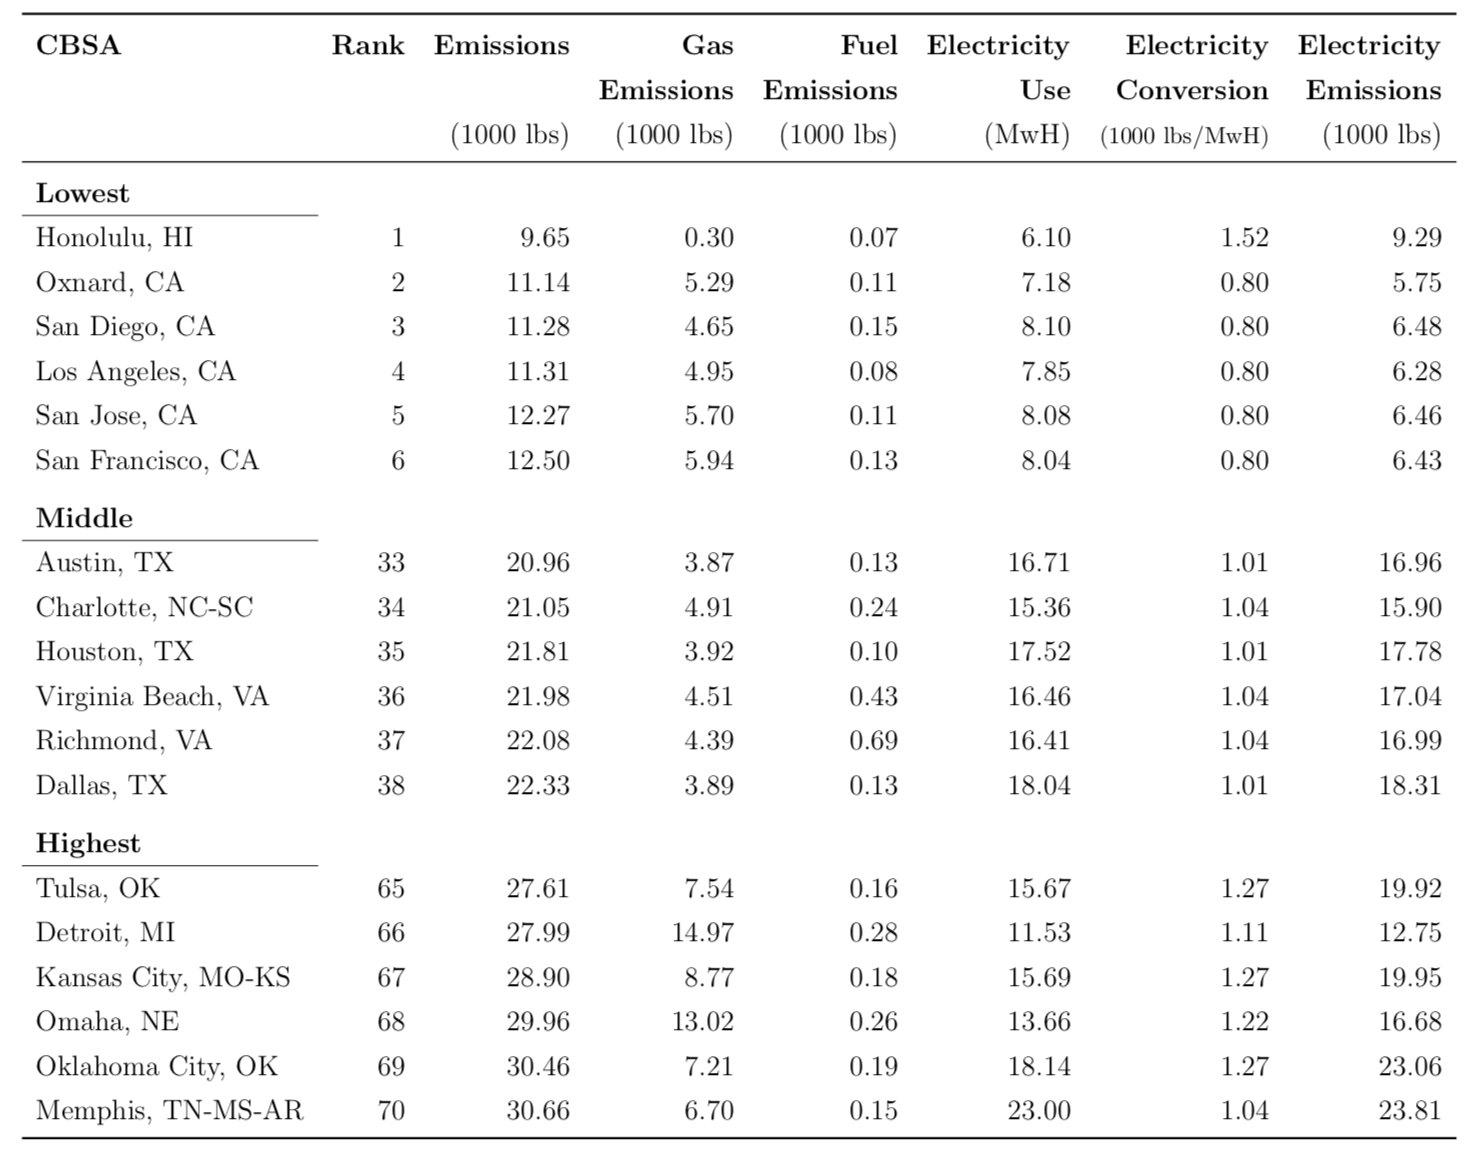 CBSA Rank Emissions Gas Fuel Electricity Electricity Electricity
Emissions Emissions Use Conversion Emissions
(1000 lbs) (1000 lbs) (1000 lbs) (MwH) (1000 lbs/MwH) (1000 lbs)
Lowest
Honolulu, HI 1 9.65 0.30 0.07 6.10 1.52 9.29
Oxnard, CA 2 11.14 5.29 0.11 7.18 0.80 5.75
San Diego, CA 3 11.28 4.65 0.15 8.10 0.80 6.48
Los Angeles, CA 4 11.31 4.95 0.08 7.85 0.80 6.28
San Jose, CA 5 12.27 5.70 0.11 8.08 0.80 6.46
San Francisco, CA 6 12.50 5.94 0.13 8.04 0.80 6.43
Middle
Austin, TX 33 20.96 3.87 0.13 16.71 1.01 16.96
Charlotte, NC-SC 34 21.05 4.91 0.24 15.36 1.04 15.90
Houston, TX 35 21.81 3.92 0.10 17.52 1.01 17.78
Virginia Beach, VA 36 21.98 4.51 0.43 16.46 1.04 17.04
Richmond, VA 37 22.08 4.39 0.69 16.41 1.04 16.99
Dallas, TX 38 22.33 3.89 0.13 18.04 1.01 18.31
Highest
Tulsa, OK 65 27.61 7.54 0.16 15.67 1.27 19.92
Detroit, MI 66 27.99 14.97 0.28 11.53 1.11 12.75
Kansas City, MO-KS 67 28.90 8.77 0.18 15.69 1.27 19.95
Omaha, NE 68 29.96 13.02 0.26 13.66 1.22 16.68
Oklahoma City, OK 69 30.46 7.21 0.19 18.14 1.27 23.06
Memphis, TN-MS-AR 70 30.66 6.70 0.15 23.00 1.04 23.81